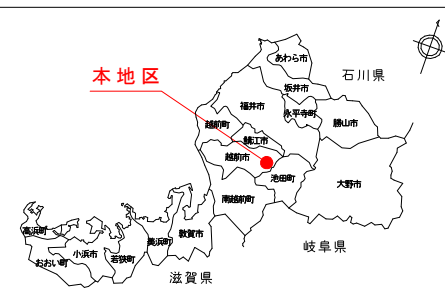 あわら市
石川県
本地区
坂井市
福井市
永平寺町
勝山市
越前町
鯖江市
越前市
池田町
大野市
南越前町
高浜町
おおい町
小浜市
若狭町
美浜町
敦賀市
岐阜県
滋賀県